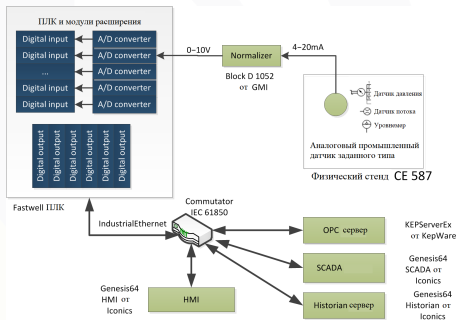 ПЛК и модули расширения
Digital input
A/D converter
Digital input
A/D converter
...
A/D converter
Digital input
A/D converter
Digital input
A/D converter
Digital output
Digital output
Digital output
Digital output
Digital output
Digital output
Fastwell ПЛК
0–10V
Normalizer
4–20mA
Block D 1052
от GMI
Датчик давления
Датчик потока
Уровнемер
Аналоговый промышленный
датчик заданного типа
Физический стенд CE 587
Commutator
IEC 61850
IndustrialEthernet
OPC сервер
KEPServerEx
от KepWare
SCADA
Genesis64
SCADA от
Iconics
Historian сервер
Genesis64
Historian от
Iconics
Genesis64
HMI от
Iconics
HMI